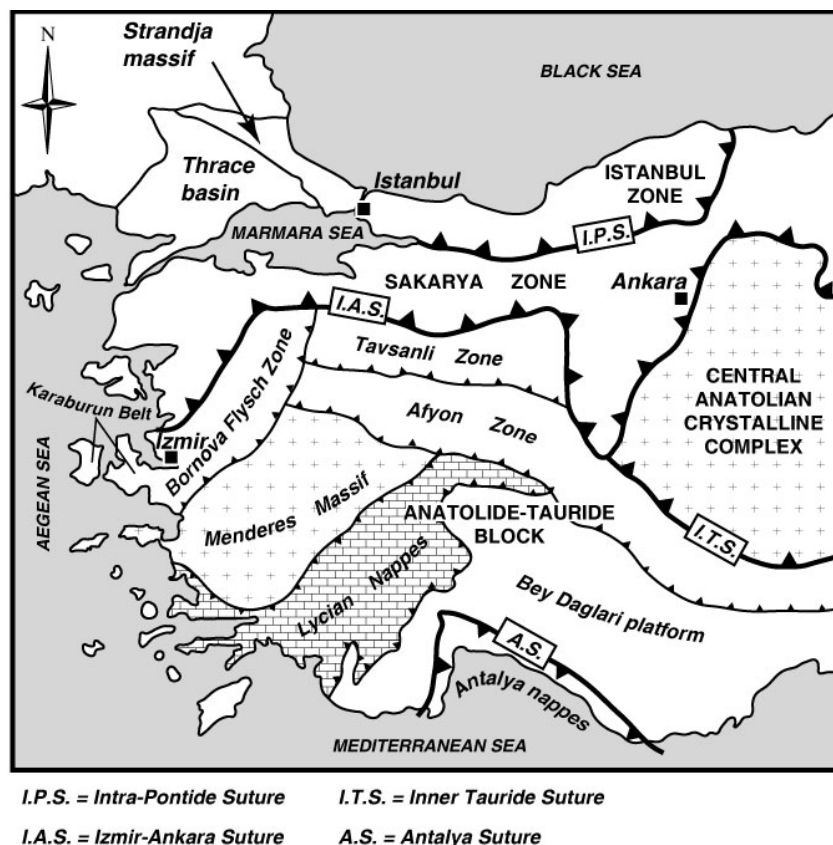 N
Strandja
massif
BLACK SEA
Thrace
basin
Istanbul
ISTANBUL
ZONE
MARMARA SEA
I.P.S.
SAKARYA ZONE
Ankara
I.A.S.
Tavsanli Zone
Karaburun Belt
Izmir
Bornova Flysch Zone
Afyon Zone
CENTRAL
ANATOLIAN
CRYSTALLINE
COMPLEX
AEGEAN SEA
Menderes Massif
ANATOLIDE-TAURIDE
BLOCK
I.T.S.
Lycian Nappes
Bey Daglari platform
A.S.
Antalya nappes
MEDITERRANEAN SEA
I.P.S. = Intra-Pontide Suture
I.T.S. = Inner Tauride Suture
I.A.S. = Izmir-Ankara Suture
A.S. = Antalya Suture